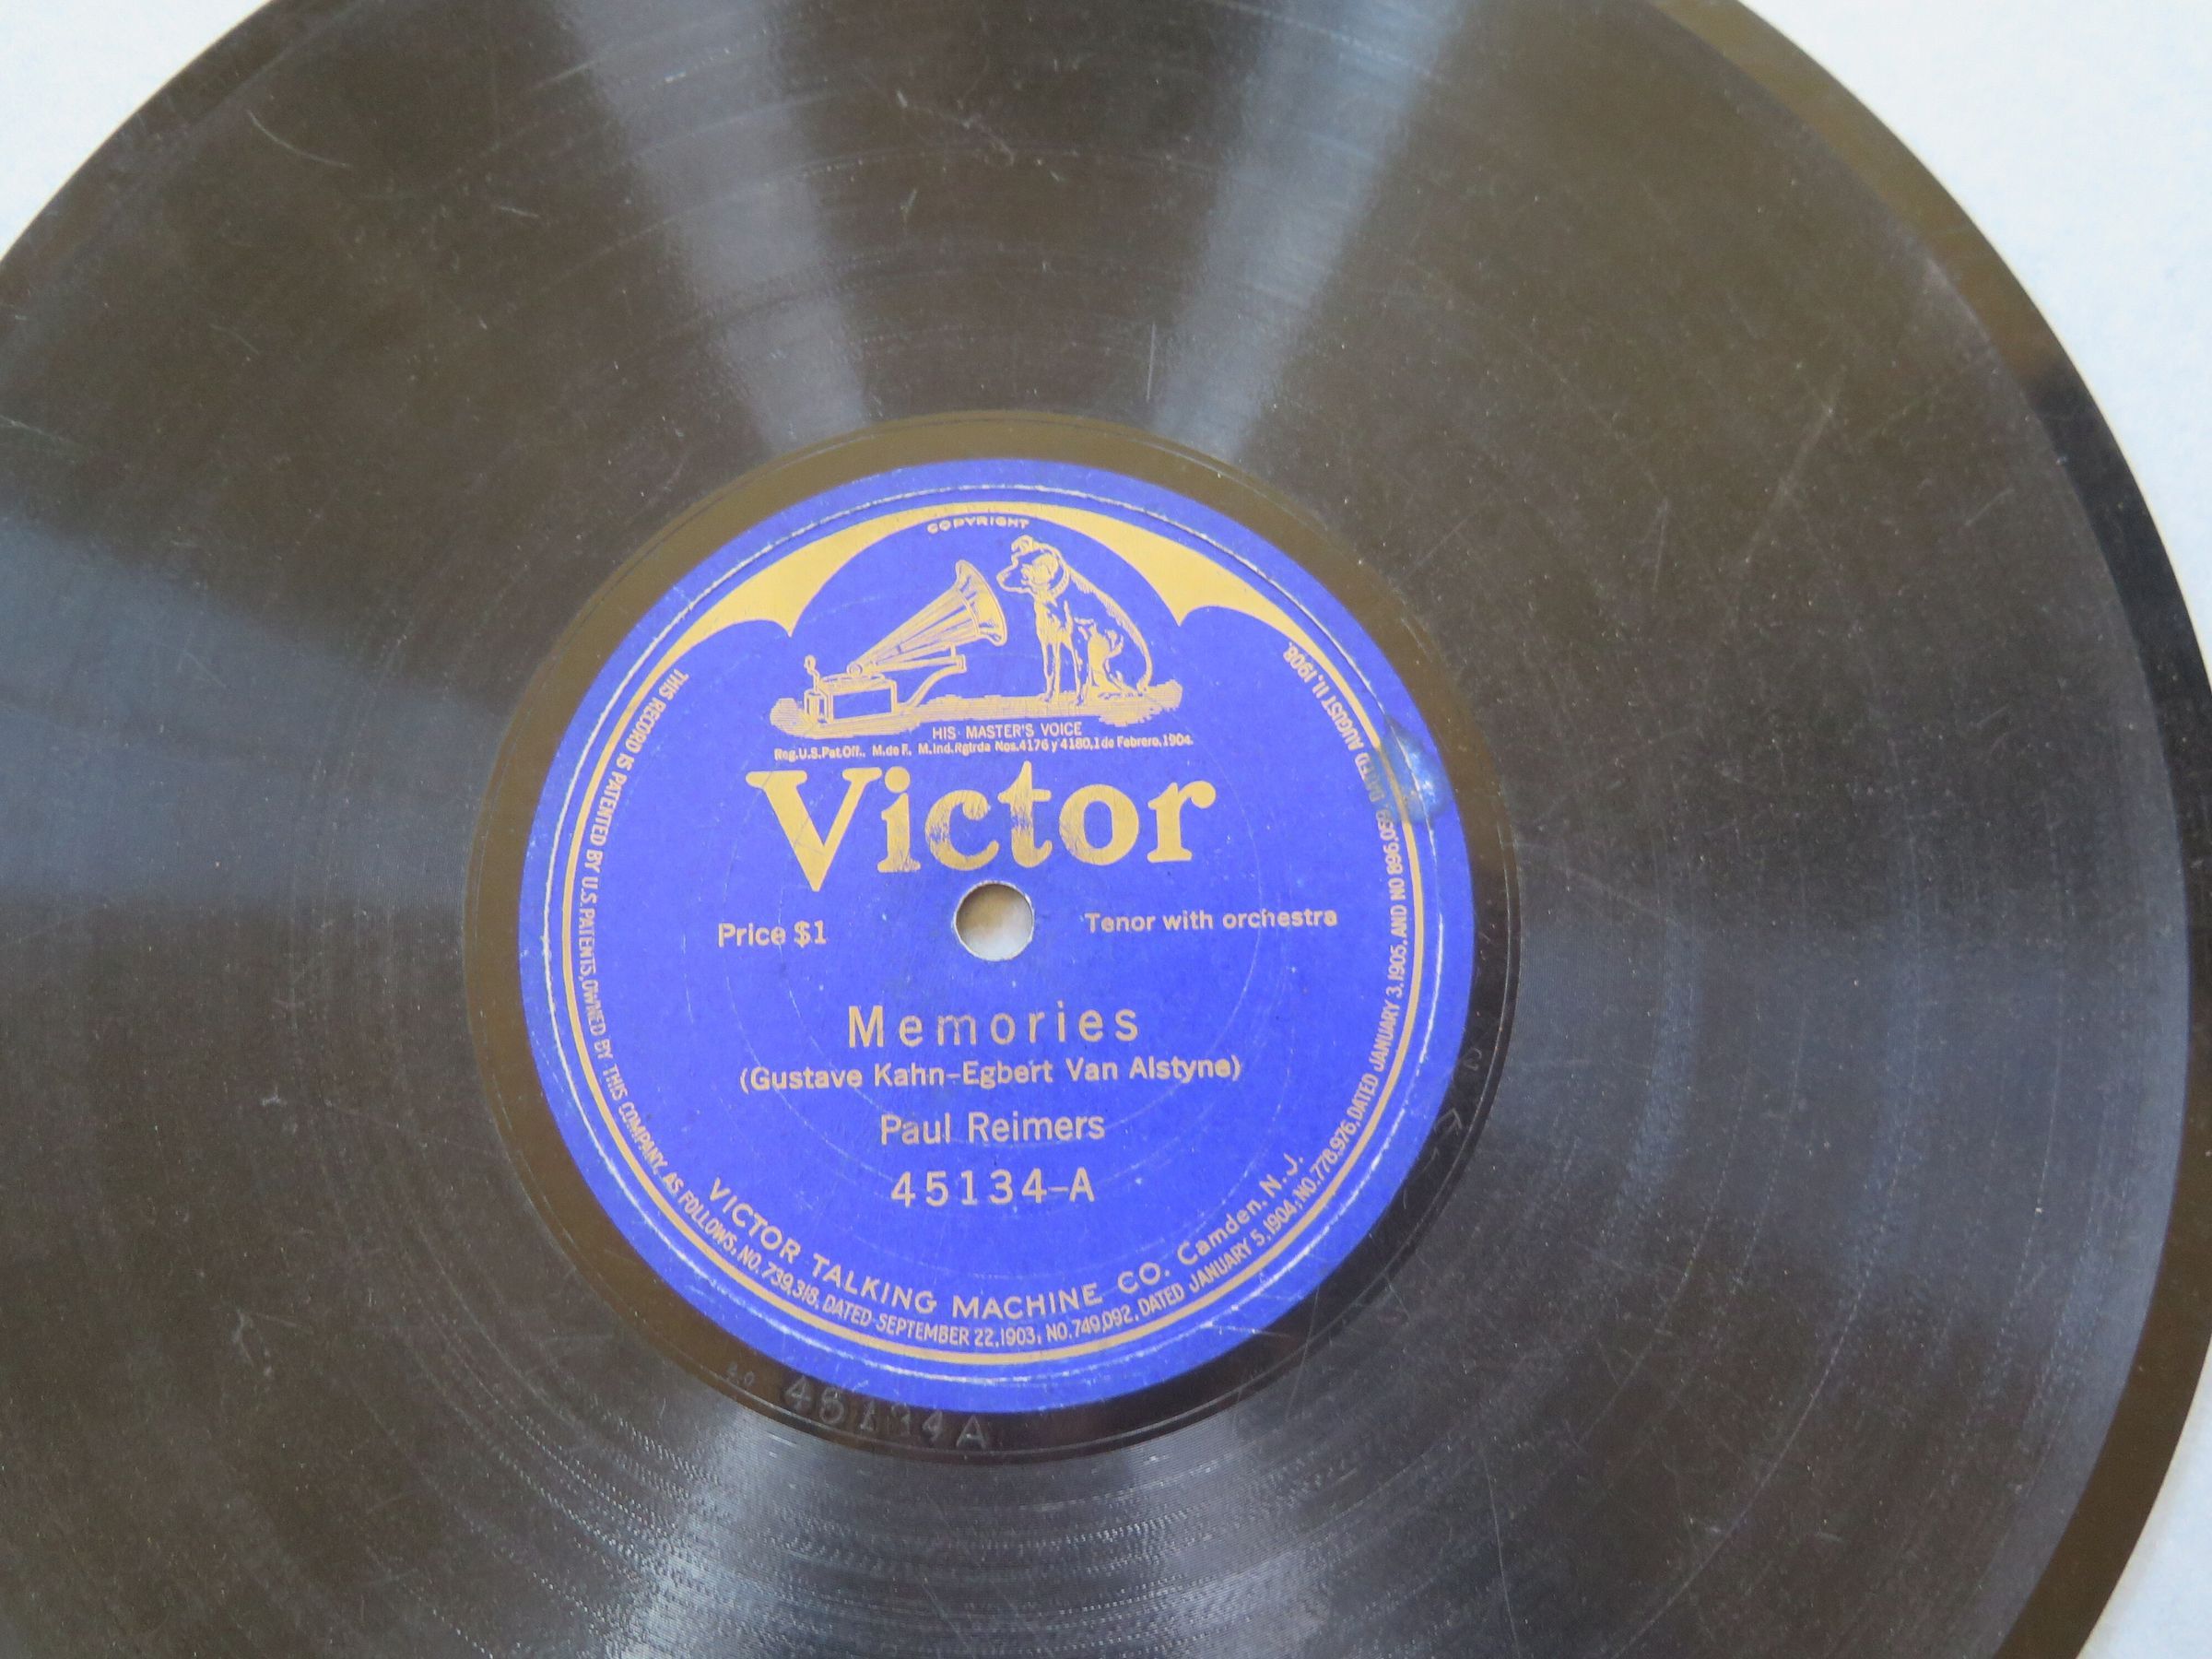 COPYRIGHT
HIS MASTER'S VOICE
Reg.U.S.Pat.Off., M.de F., M.Ind.Rgtrda Nos.4176 y 4180,1 de Febrero,1904.
Victor
Price $1
Tenor with orchestra
Memories
(Gustave Kahn-Egbert Van Alstyne)
Paul Reimers
45134-A
VICTOR TALKING MACHINE CO. Camden, N.J.
THIS RECORD IS PATENTED BY U.S. PATENTS, OWNED BY THIS COMPANY, AS FOLLOWS, NO. 739,318, DATED SEPTEMBER 22, 1903, NO. 749,092, DATED JANUARY 5, 1904, NO. 778,976, DATED JANUARY 3, 1905, AND NO 896,059, DATED AUGUST 11, 1908.
45134A